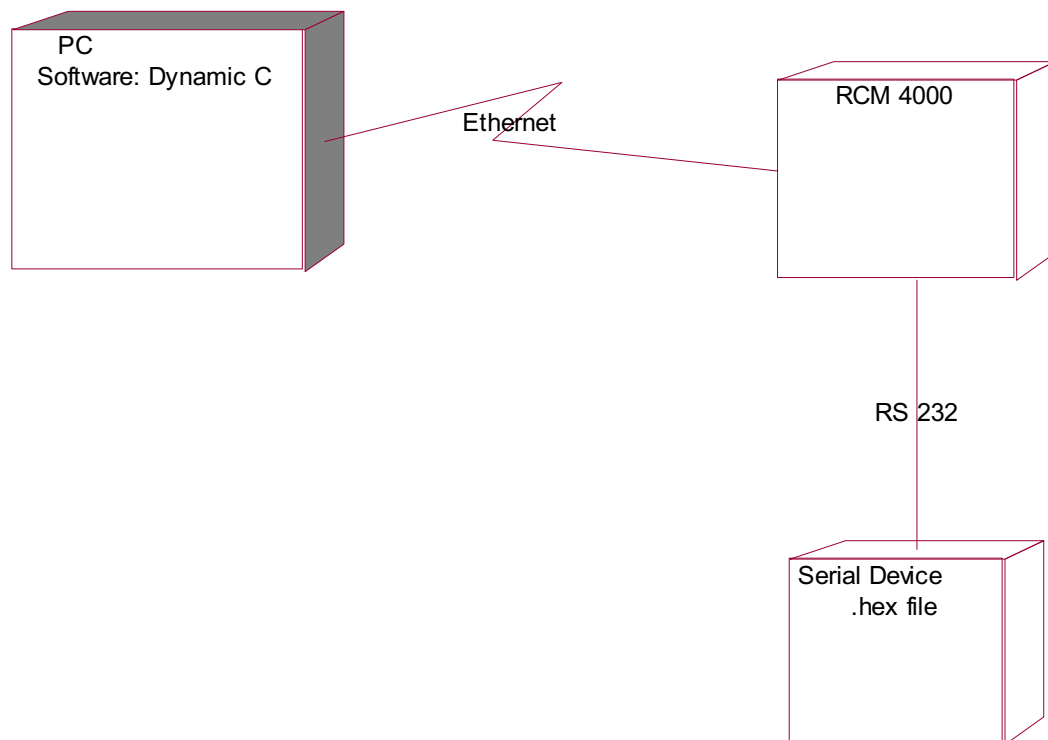 PC
Software: Dynamic C
Ethernet
RCM 4000
RS 232
Serial Device
.hex file